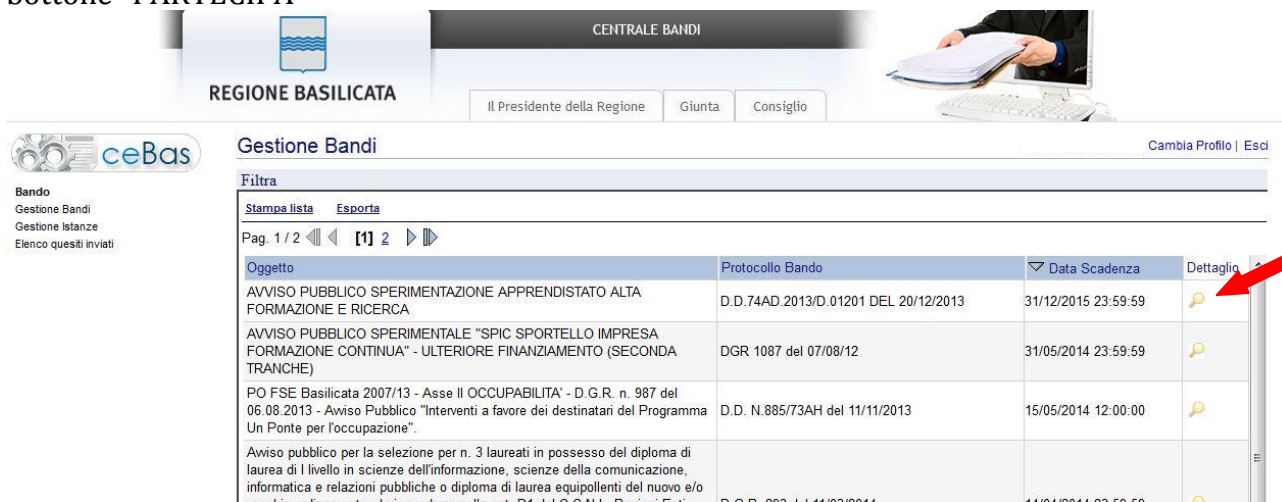 bottone "PARTECIPA"
CENTRALE BANDI
REGIONE BASILICATA
Il Presidente della Regione Giunta Consiglio
ceBas
Gestione Bandi
Cambia Profilo | Esci
Bando
Gestione Bandi
Gestione Istanze
Elenco quesiti inviati
Filtra
Stampa lista Esporta
Pag. 1 / 2 [1] 2
Oggetto Protocollo Bando Data Scadenza Dettaglio
AVVISO PUBBLICO SPERIMENTAZIONE APPRENDISTATO ALTA
FORMAZIONE E RICERCA
D.D.74AD.2013/D.01201 DEL 20/12/2013 31/12/2015 23:59:59
AVVISO PUBBLICO SPERIMENTALE "SPIC SPORTELLO IMPRESA
FORMAZIONE CONTINUA" - ULTERIORE FINANZIAMENTO (SECONDA
TRANCHE)
DGR 1087 del 07/08/12 31/05/2014 23:59:59
PO FSE Basilicata 2007/13 - Asse II OCCUPABILITA' - D.G.R. n. 987 del
06.08.2013 - Avviso Pubblico "Interventi a favore dei destinatari del Programma
Un Ponte per l'occupazione".
D.D. N.885/73AH del 11/11/2013 15/05/2014 12:00:00
Avviso pubblico per la selezione per n. 3 laureati in possesso del diploma di
laurea di I livello in scienze dell'informazione, scienze della comunicazione,
informatica e relazioni pubbliche o diploma di laurea equipollenti del nuovo e/o